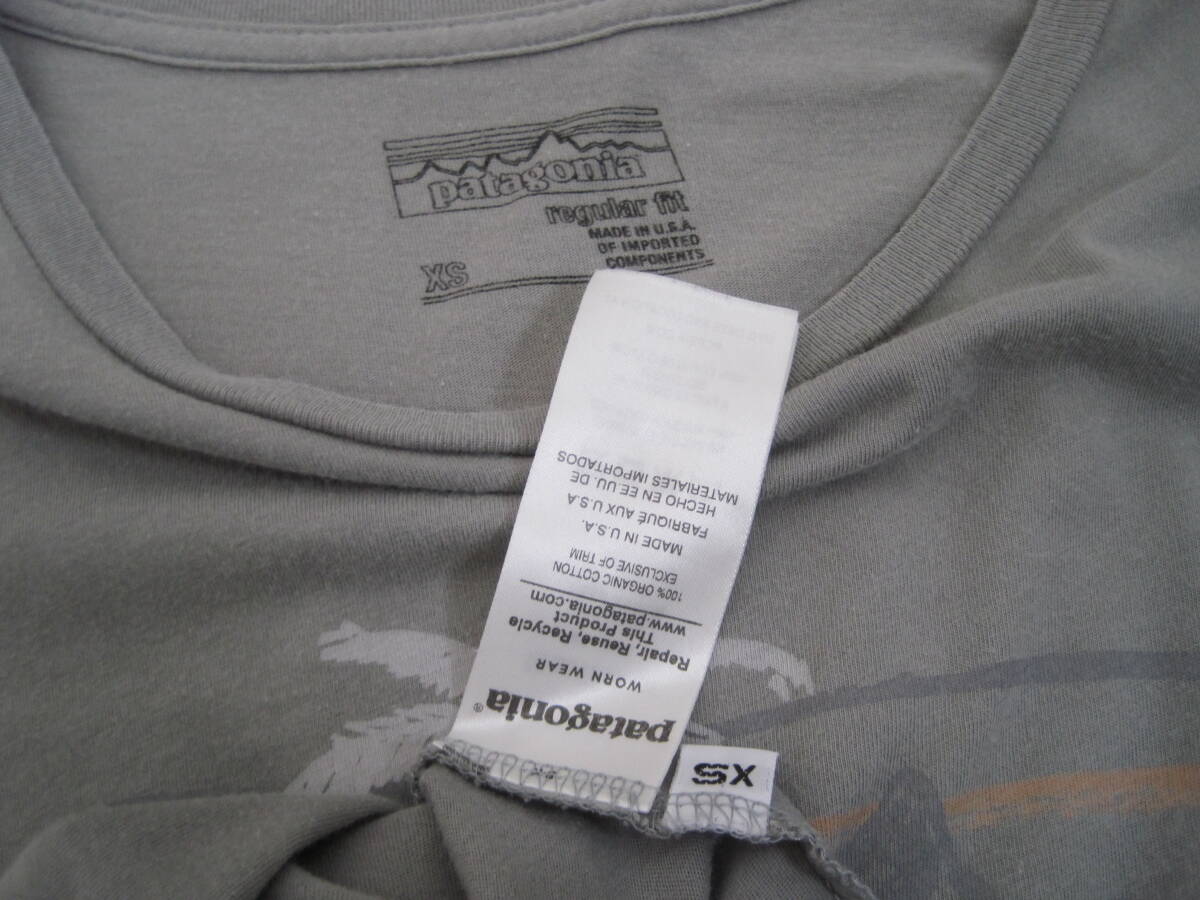 patagonia
regular fit
MADE IN U.S.A.
OF IMPORTED
COMPONENTS
XS
patagonia®
WORN WEAR
Repair, Reuse, Recycle
This Product
www.patagonia.com
100% ORGANIC COTTON
EXCLUSIVE OF TRIM
MADE IN U.S.A.
FABRIQUÉ AUX U.S.A
HECHO EN EE.UU. DE
MATERIALES IMPORTADOS
XS